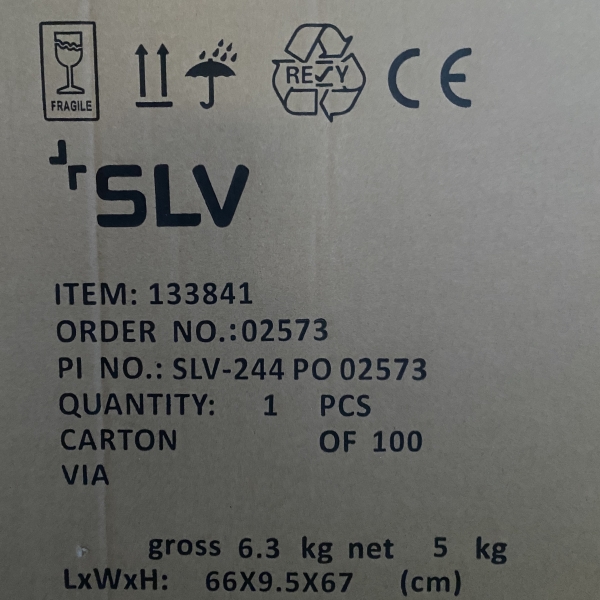 FRAGILE
RESY
CE
SLV
ITEM: 133841
ORDER NO.:02573
PI NO.: SLV-244 PO 02573
QUANTITY: 1 PCS
CARTON OF 100
VIA
gross 6.3 kg net 5 kg
LxWxH: 66X9.5X67 (cm)